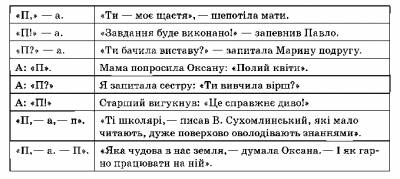 «П,» — а. «Ти — моє щастя», — шепотіла мати.
«П!» — а. «Завдання буде виконано!» — запевнив Павло.
«П?» — а. «Ти бачила виставу?» — запитала Марину подругу.
А: «П». Мама попросила Оксану: «Полий квіти».
А: «П?» Я запитала сестру: «Ти вивчила вірш?»
А: «П!» Старший вигукнув: «Це справжнє диво!»
«П,— а,— п». «Ті школярі,— писав В. Сухомлинський, які мало
читають, дуже поверхово оволодівають знаннями».
«П,— а. — П». «Яка чудова в нас земля,— думала Оксана.— І як гар-
но працювати на ній».